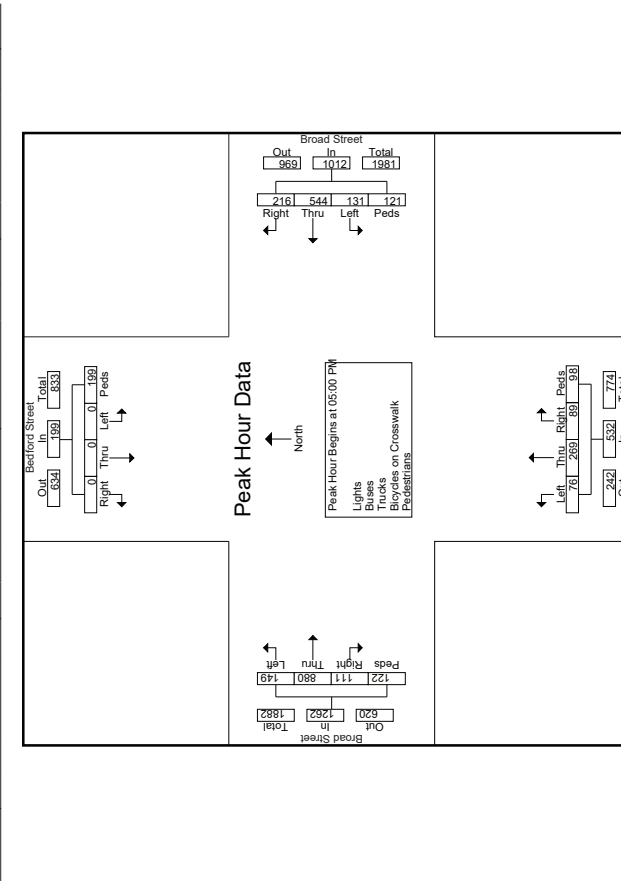 Broad Street
Out In Total
969 1012 1981
216 544 131 121
Right Thru Left Peds
Bedford Street
Out In Total
634 199 833
0 0 0 199
Right Thru Left Peds
Peak Hour Data
North
Peak Hour Begins at 05:00 PM
Lights
Buses
Trucks
Bicycles on Crosswalk
Pedestrians
Left Thru Right Peds
76 269 89 98
242 532 774
Out In Total
Left Thru Right Peds
149 880 111 122
1882 1262 620
Total In Out
Broad Street